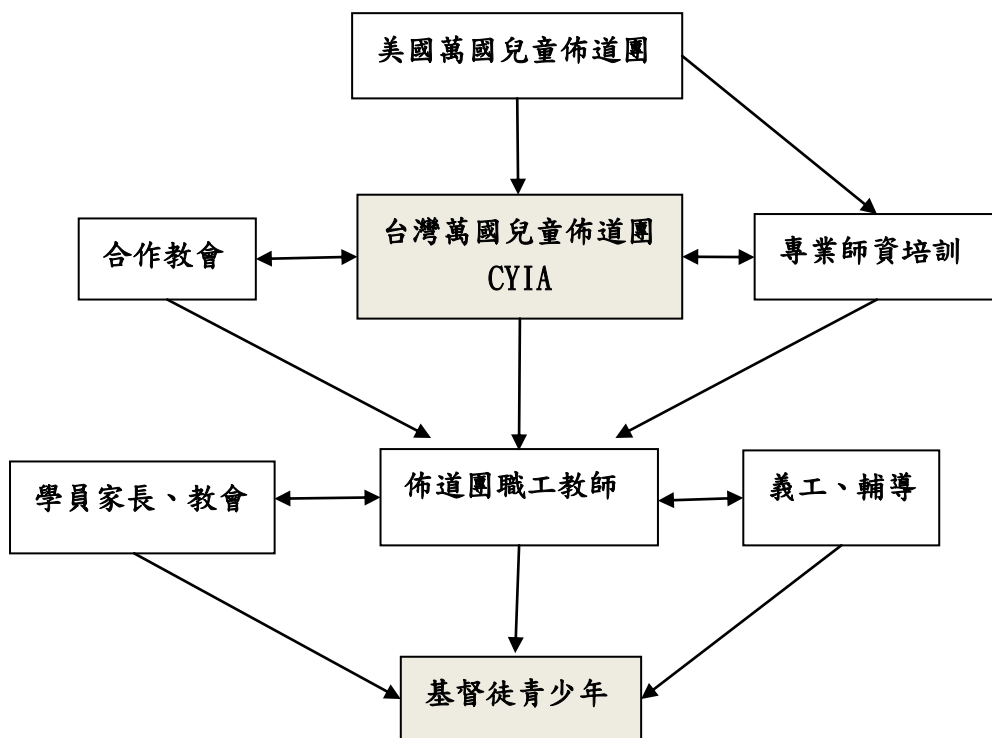 美國萬國兒童佈道團
台灣萬國兒童佈道團
CYIA
合作教會
專業師資培訓
學員家長、教會
佈道團職工教師
義工、輔導
基督徒青少年